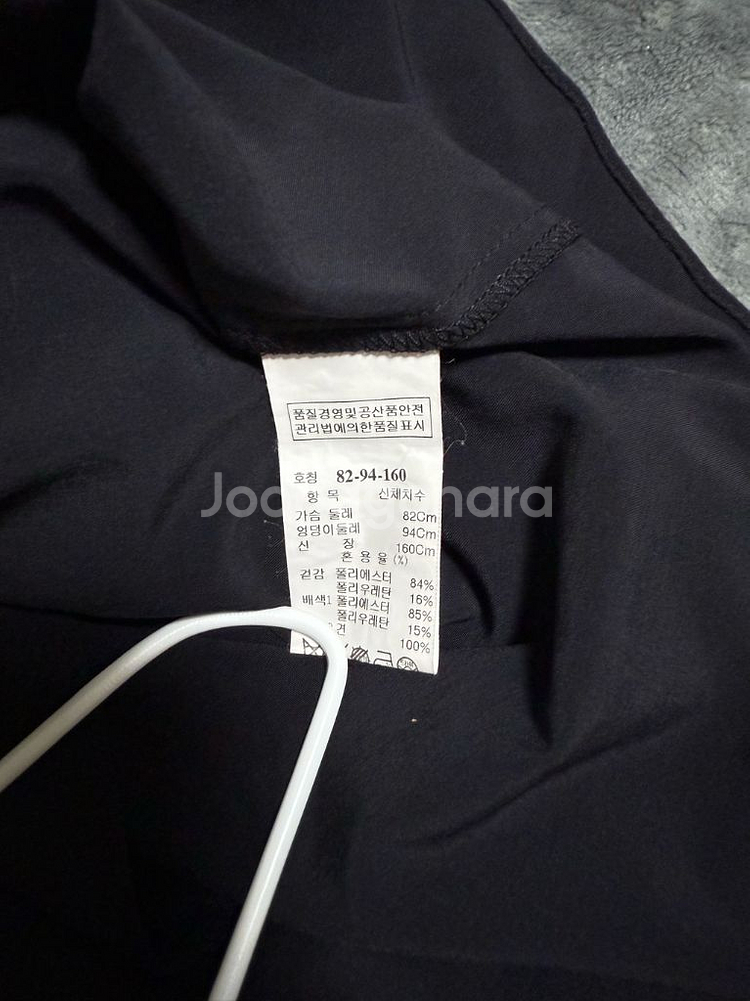 품질경영및공산품안전
관리법에의한품질표시
호칭 82-94-160
항 목 신체치수
가슴 둘레 82Cm
엉덩이둘레 94Cm
신 장 160Cm
혼 용 율 (%)
겉감 폴리에스터 84%
폴리우레탄 16%
배색1 폴리에스터 85%
폴리우레탄 15%
건 100%